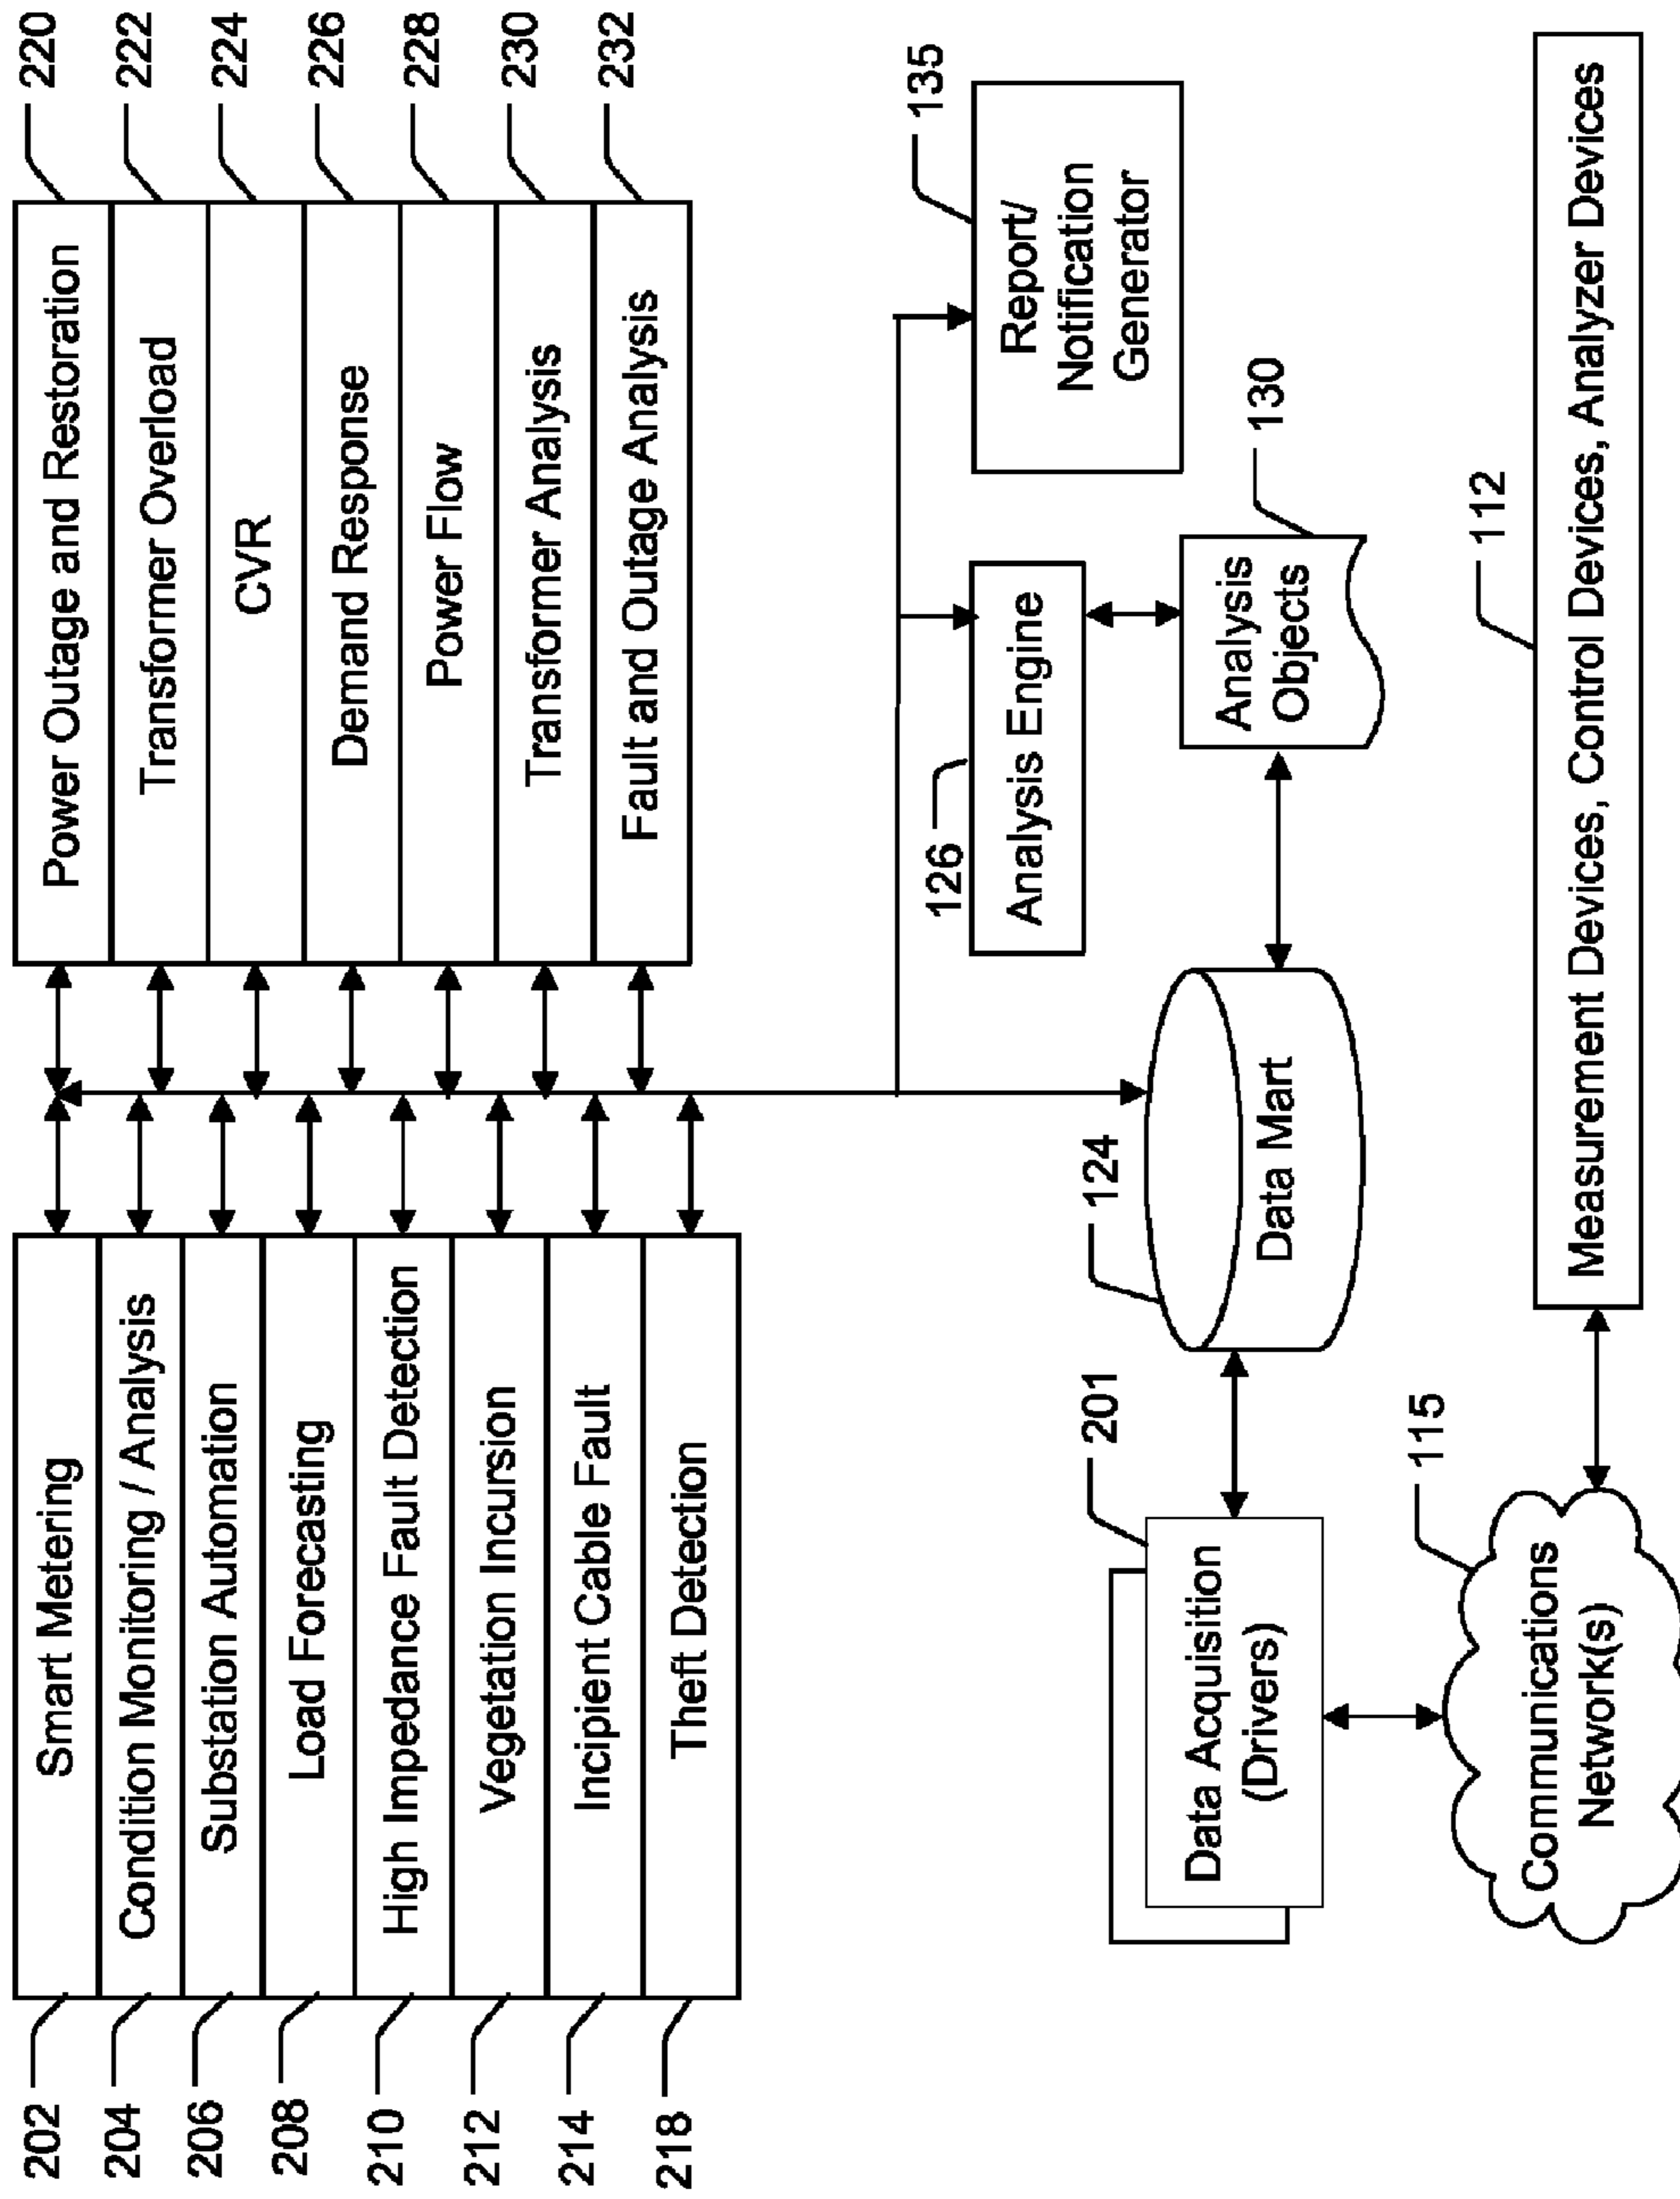 202
Smart Metering
204
Condition Monitoring / Analysis
206
Substation Automation
208
Load Forecasting
210
High Impedance Fault Detection
212
Vegetation Incursion
214
Incipient Cable Fault
218
Theft Detection
Power Outage and Restoration
220
Transformer Overload
222
CVR
224
Demand Response
226
Power Flow
228
Transformer Analysis
230
Fault and Outage Analysis
232
201
Data Acquisition
(Drivers)
124
Data Mart
126
Analysis Engine
135
Report/
Notification
Generator
130
Analysis
Objects
115
Communications
Network(s)
112
Measurement Devices, Control Devices, Analyzer Devices